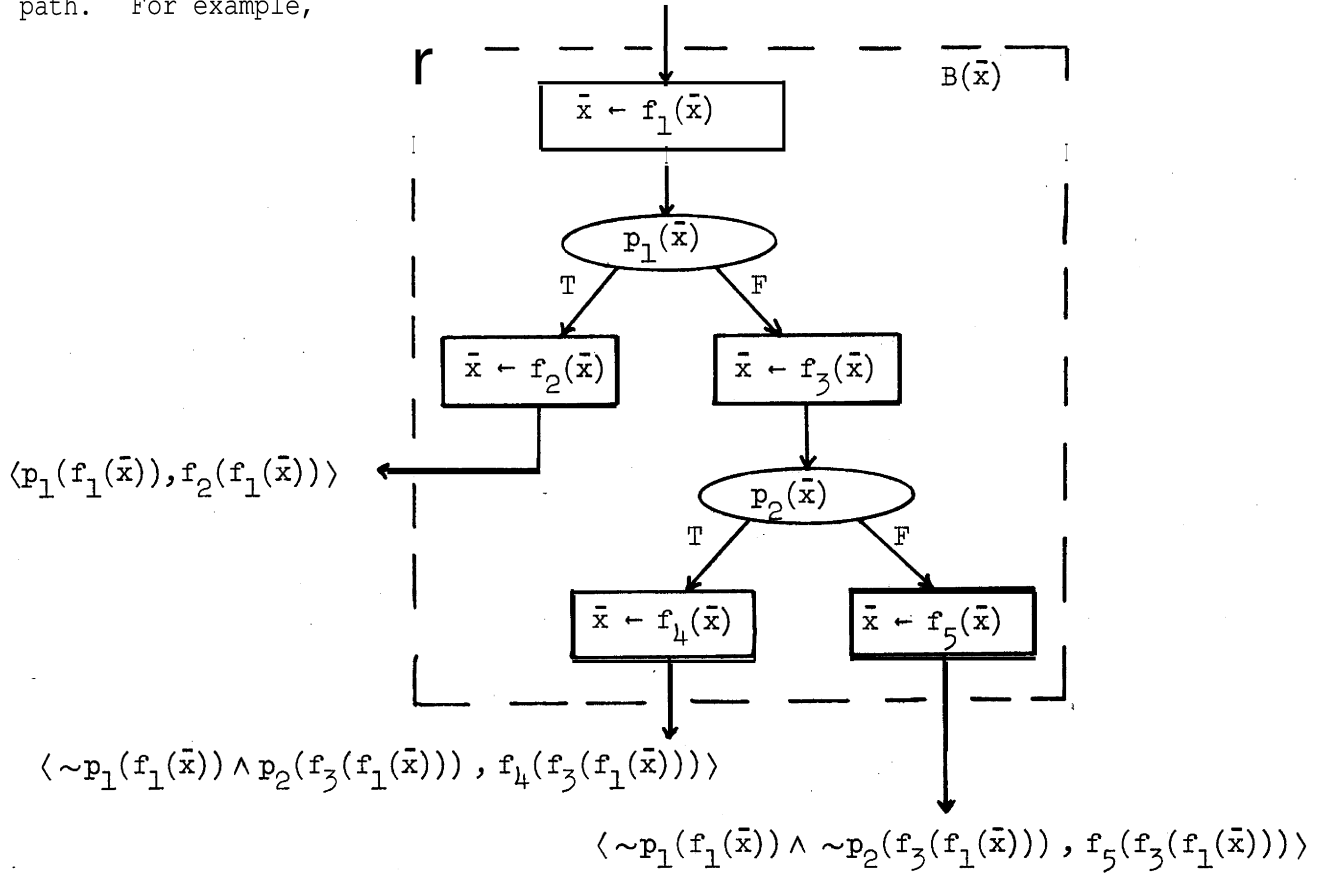 path. For example,
B(x̄)
x̄ ← f₁(x̄)
p₁(x̄)
T F
x̄ ← f₂(x̄) x̄ ← f₃(x̄)
⟨p₁(f₁(x̄)),f₂(f₁(x̄))⟩
p₂(x̄)
T F
x̄ ← f₄(x̄) x̄ ← f₅(x̄)
⟨~p₁(f₁(x̄)) ∧ p₂(f₃(f₁(x̄))) , f₄(f₃(f₁(x̄)))⟩
⟨~p₁(f₁(x̄)) ∧ ~p₂(f₃(f₁(x̄))) , f₅(f₃(f₁(x̄)))⟩